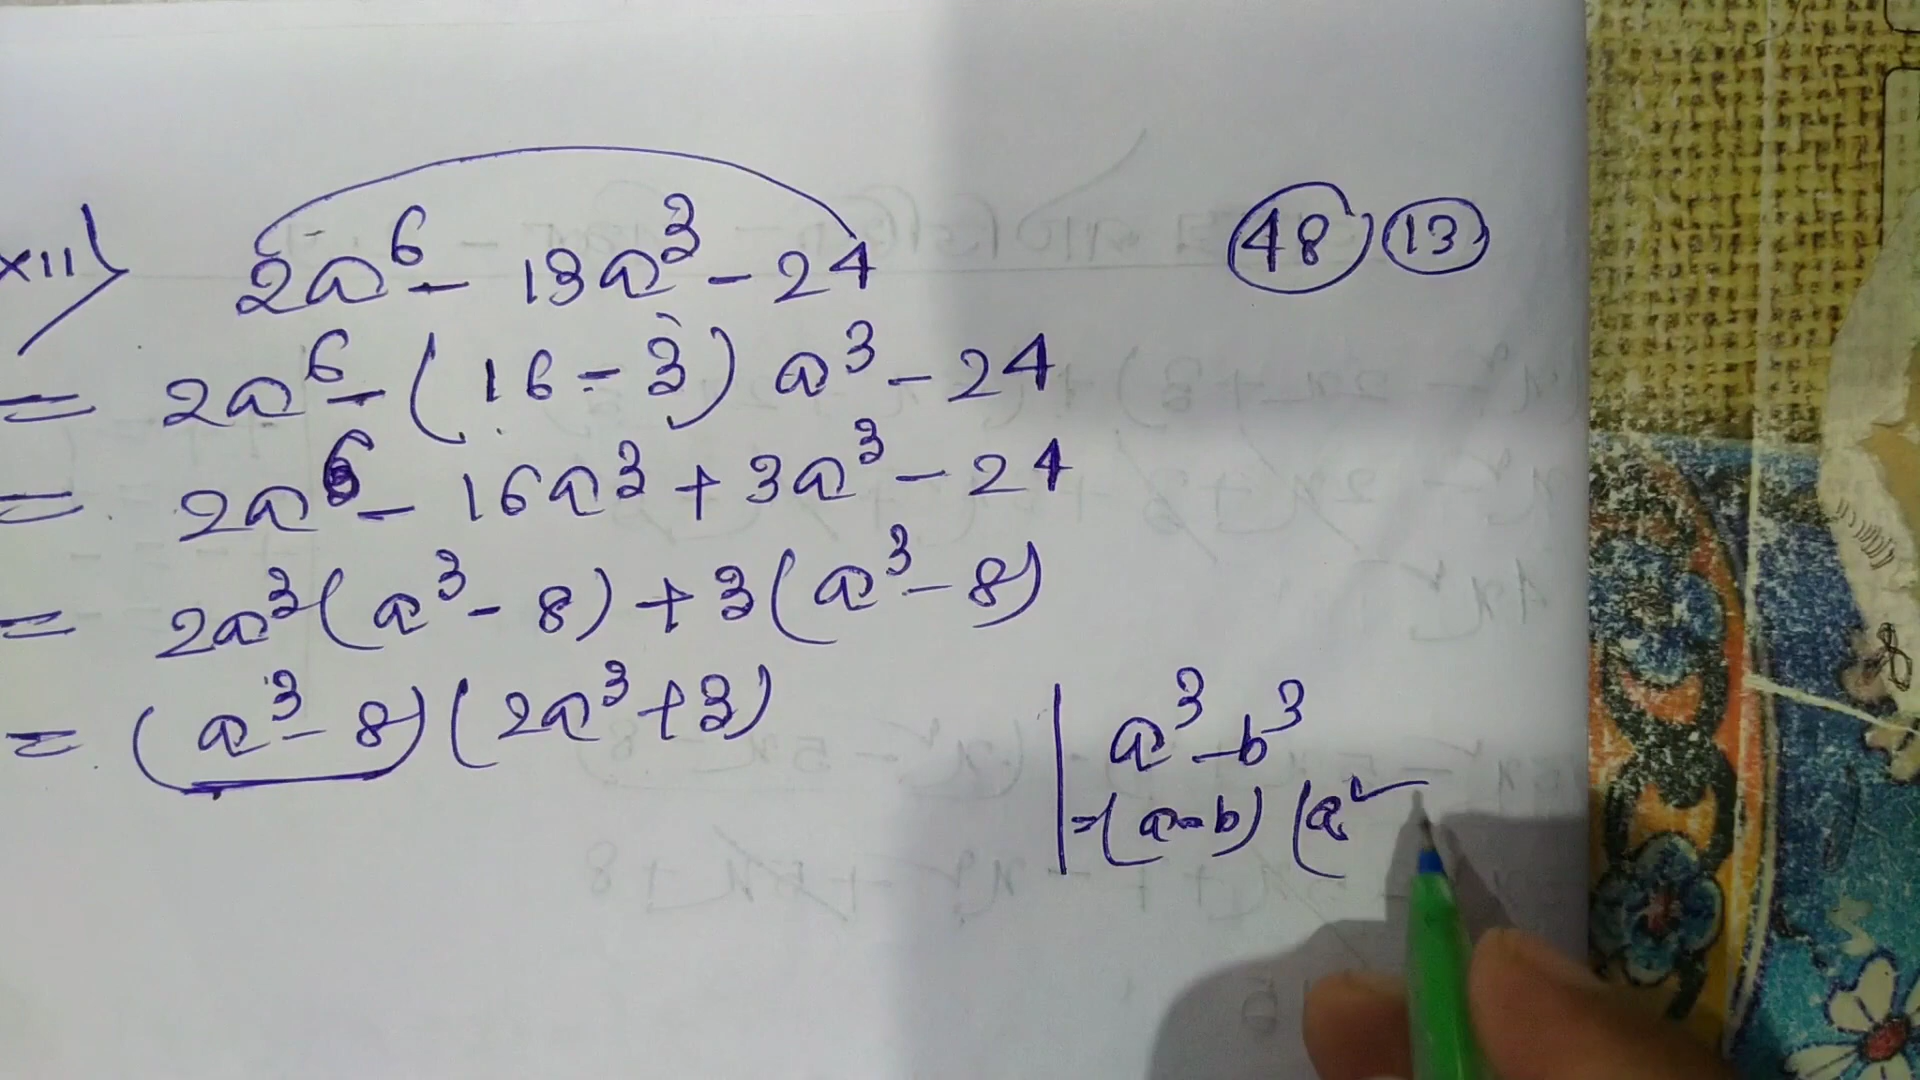 xii) 2a⁶ - 13a³ - 24
48 13
= 2a⁶ - (16 - 3) a³ - 24
= 2a⁶ - 16a³ + 3a³ - 24
= 2a³(a³ - 8) + 3(a³ - 8)
= (a³ - 8) (2a³ + 3)
a³ - b³
= (a - b) (a²